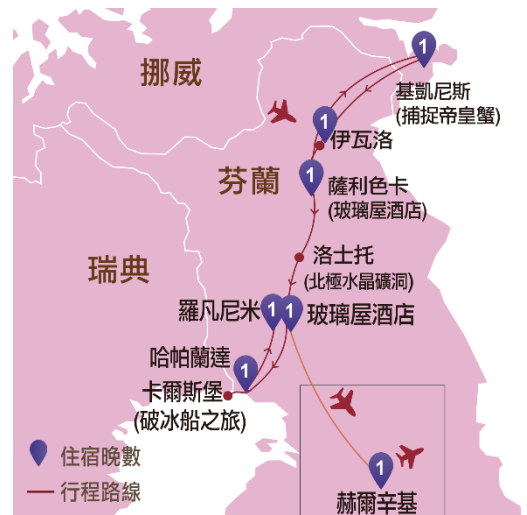 挪威
1
基凱尼斯
(捕捉帝皇蟹)
1
伊瓦洛
芬蘭
1
薩利色卡
(玻璃屋酒店)
瑞典
洛士托
(北極水晶礦洞)
羅凡尼米
1
1
玻璃屋酒店
哈帕蘭達
1
卡爾斯堡
(破冰船之旅)
住宿晚數
行程路線
1
赫爾辛基